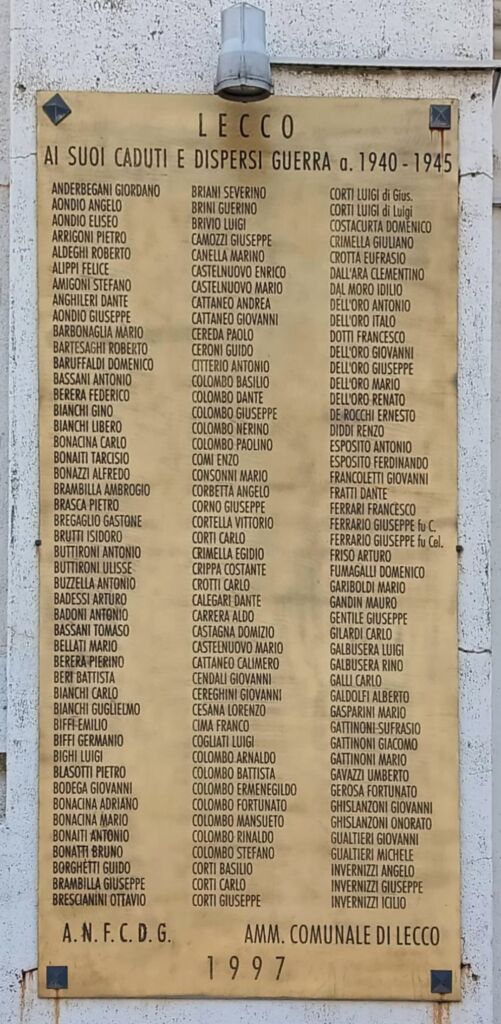 LECCO
AI SUOI CADUTI E DISPERSI GUERRA a. 1940-1945
ANDERBEGANI GIORDANO
AONDIO ANGELO
AONDIO ELISEO
ARRIGONI PIETRO
ALDEGHI ROBERTO
ALIPPI FELICE
AMIGONI STEFANO
ANGHILERI DANTE
AONDIO GIUSEPPE
BARBONAGLIA MARIO
BARTESAGHI ROBERTO
BARUFFALDI DOMENICO
BASSANI ANTONIO
BERERA FEDERICO
BIANCHI GINO
BIANCHI LIBERO
BONACINA CARLO
BONAITI TARCISIO
BONAZZI ALFREDO
BRAMBILLA AMBROGIO
BRASCA PIETRO
BREGAGLIO GASTONE
BRUTTI ISIDORO
BUTTIRONI ANTONIO
BUTTIRONI ULISSE
BUZZELLA ANTONIO
BADESSI ARTURO
BADONI ANTONIO
BASSANI TOMASO
BELLATI MARIO
BERERA PIERINO
BERI BATTISTA
BIANCHI CARLO
BIANCHI GUGLIELMO
BIFFI EMILIO
BIFFI GERMANIO
BIGHI LUIGI
BLASOTTI PIETRO
BODEGA GIOVANNI
BONACINA ADRIANO
BONACINA MARIO
BONAITI ANTONIO
BONATTI BRUNO
BORGHETTI GUIDO
BRAMBILLA GIUSEPPE
BRESCIANINI OTTAVIO
BRIANI SEVERINO
BRINI GUERINO
BRIVIO LUIGI
CAMOZZI GIUSEPPE
CANELLA MARINO
CASTELNUOVO ENRICO
CASTELNUOVO MARIO
CATTANEO ANDREA
CATTANEO GIOVANNI
CEREDA PAOLO
CERONI GUIDO
CITTERIO ANTONIO
COLOMBO BASILIO
COLOMBO DANTE
COLOMBO GIUSEPPE
COLOMBO NERINO
COLOMBO PAOLINO
COMI ENZO
CONSONNI MARIO
CORBETTA ANGELO
CORNO GIUSEPPE
CORTELLA VITTORIO
CORTI CARLO
CRIMELLA EGIDIO
CRIPPA COSTANTE
CROTTI CARLO
CALEGARI DANTE
CARRERA ALDO
CASTAGNA DOMIZIO
CASTELNUOVO MARIO
CATTANEO CALIMERO
CENDALI GIOVANNI
CEREGHINI GIOVANNI
CESANA LORENZO
CIMA FRANCO
COGLIATI LUIGI
COLOMBO ARNALDO
COLOMBO BATTISTA
COLOMBO ERMENEGILDO
COLOMBO FORTUNATO
COLOMBO MANSUETO
COLOMBO RINALDO
COLOMBO STEFANO
CORTI BASILIO
CORTI CARLO
CORTI GIUSEPPE
CORTI LUIGI di Gius.
CORTI LUIGI di Luigi
COSTACURTA DOMENICO
CRIMELLA GIULIANO
CROTTA EUFRASIO
DALL'ARA CLEMENTINO
DAL MORO IDILIO
DELL'ORO ANTONIO
DELL'ORO ITALO
DOTTI FRANCESCO
DELL'ORO GIOVANNI
DELL'ORO GIUSEPPE
DELL'ORO MARIO
DELL'ORO RENATO
DE ROCCHI ERNESTO
DIDDI RENZO
ESPOSITO ANTONIO
ESPOSITO FERDINANDO
FRANCOLETTI GIOVANNI
FRATTI DANTE
FERRARI FRANCESCO
FERRARIO GIUSEPPE fu C.
FERRARIO GIUSEPPE fu Cel.
FRISO ARTURO
FUMAGALLI DOMENICO
GARIBOLDI MARIO
GANDIN MAURO
GENTILE GIUSEPPE
GILARDI CARLO
GALBUSERA LUIGI
GALBUSERA RINO
GALLI CARLO
GALDOLFI ALBERTO
GASPARINI MARIO
GATTINONI SUFRASIO
GATTINONI GIACOMO
GATTINONI MARIO
GAVAZZI UMBERTO
GEROSA FORTUNATO
GHISLANZONI GIOVANNI
GHISLANZONI ONORATO
GUALTIERI GIOVANNI
GUALTIERI MICHELE
INVERNIZZI ANGELO
INVERNIZZI GIUSEPPE
INVERNIZZI ICILIO
A. N. F. C. D. G.
AMM. COMUNALE DI LECCO
1997